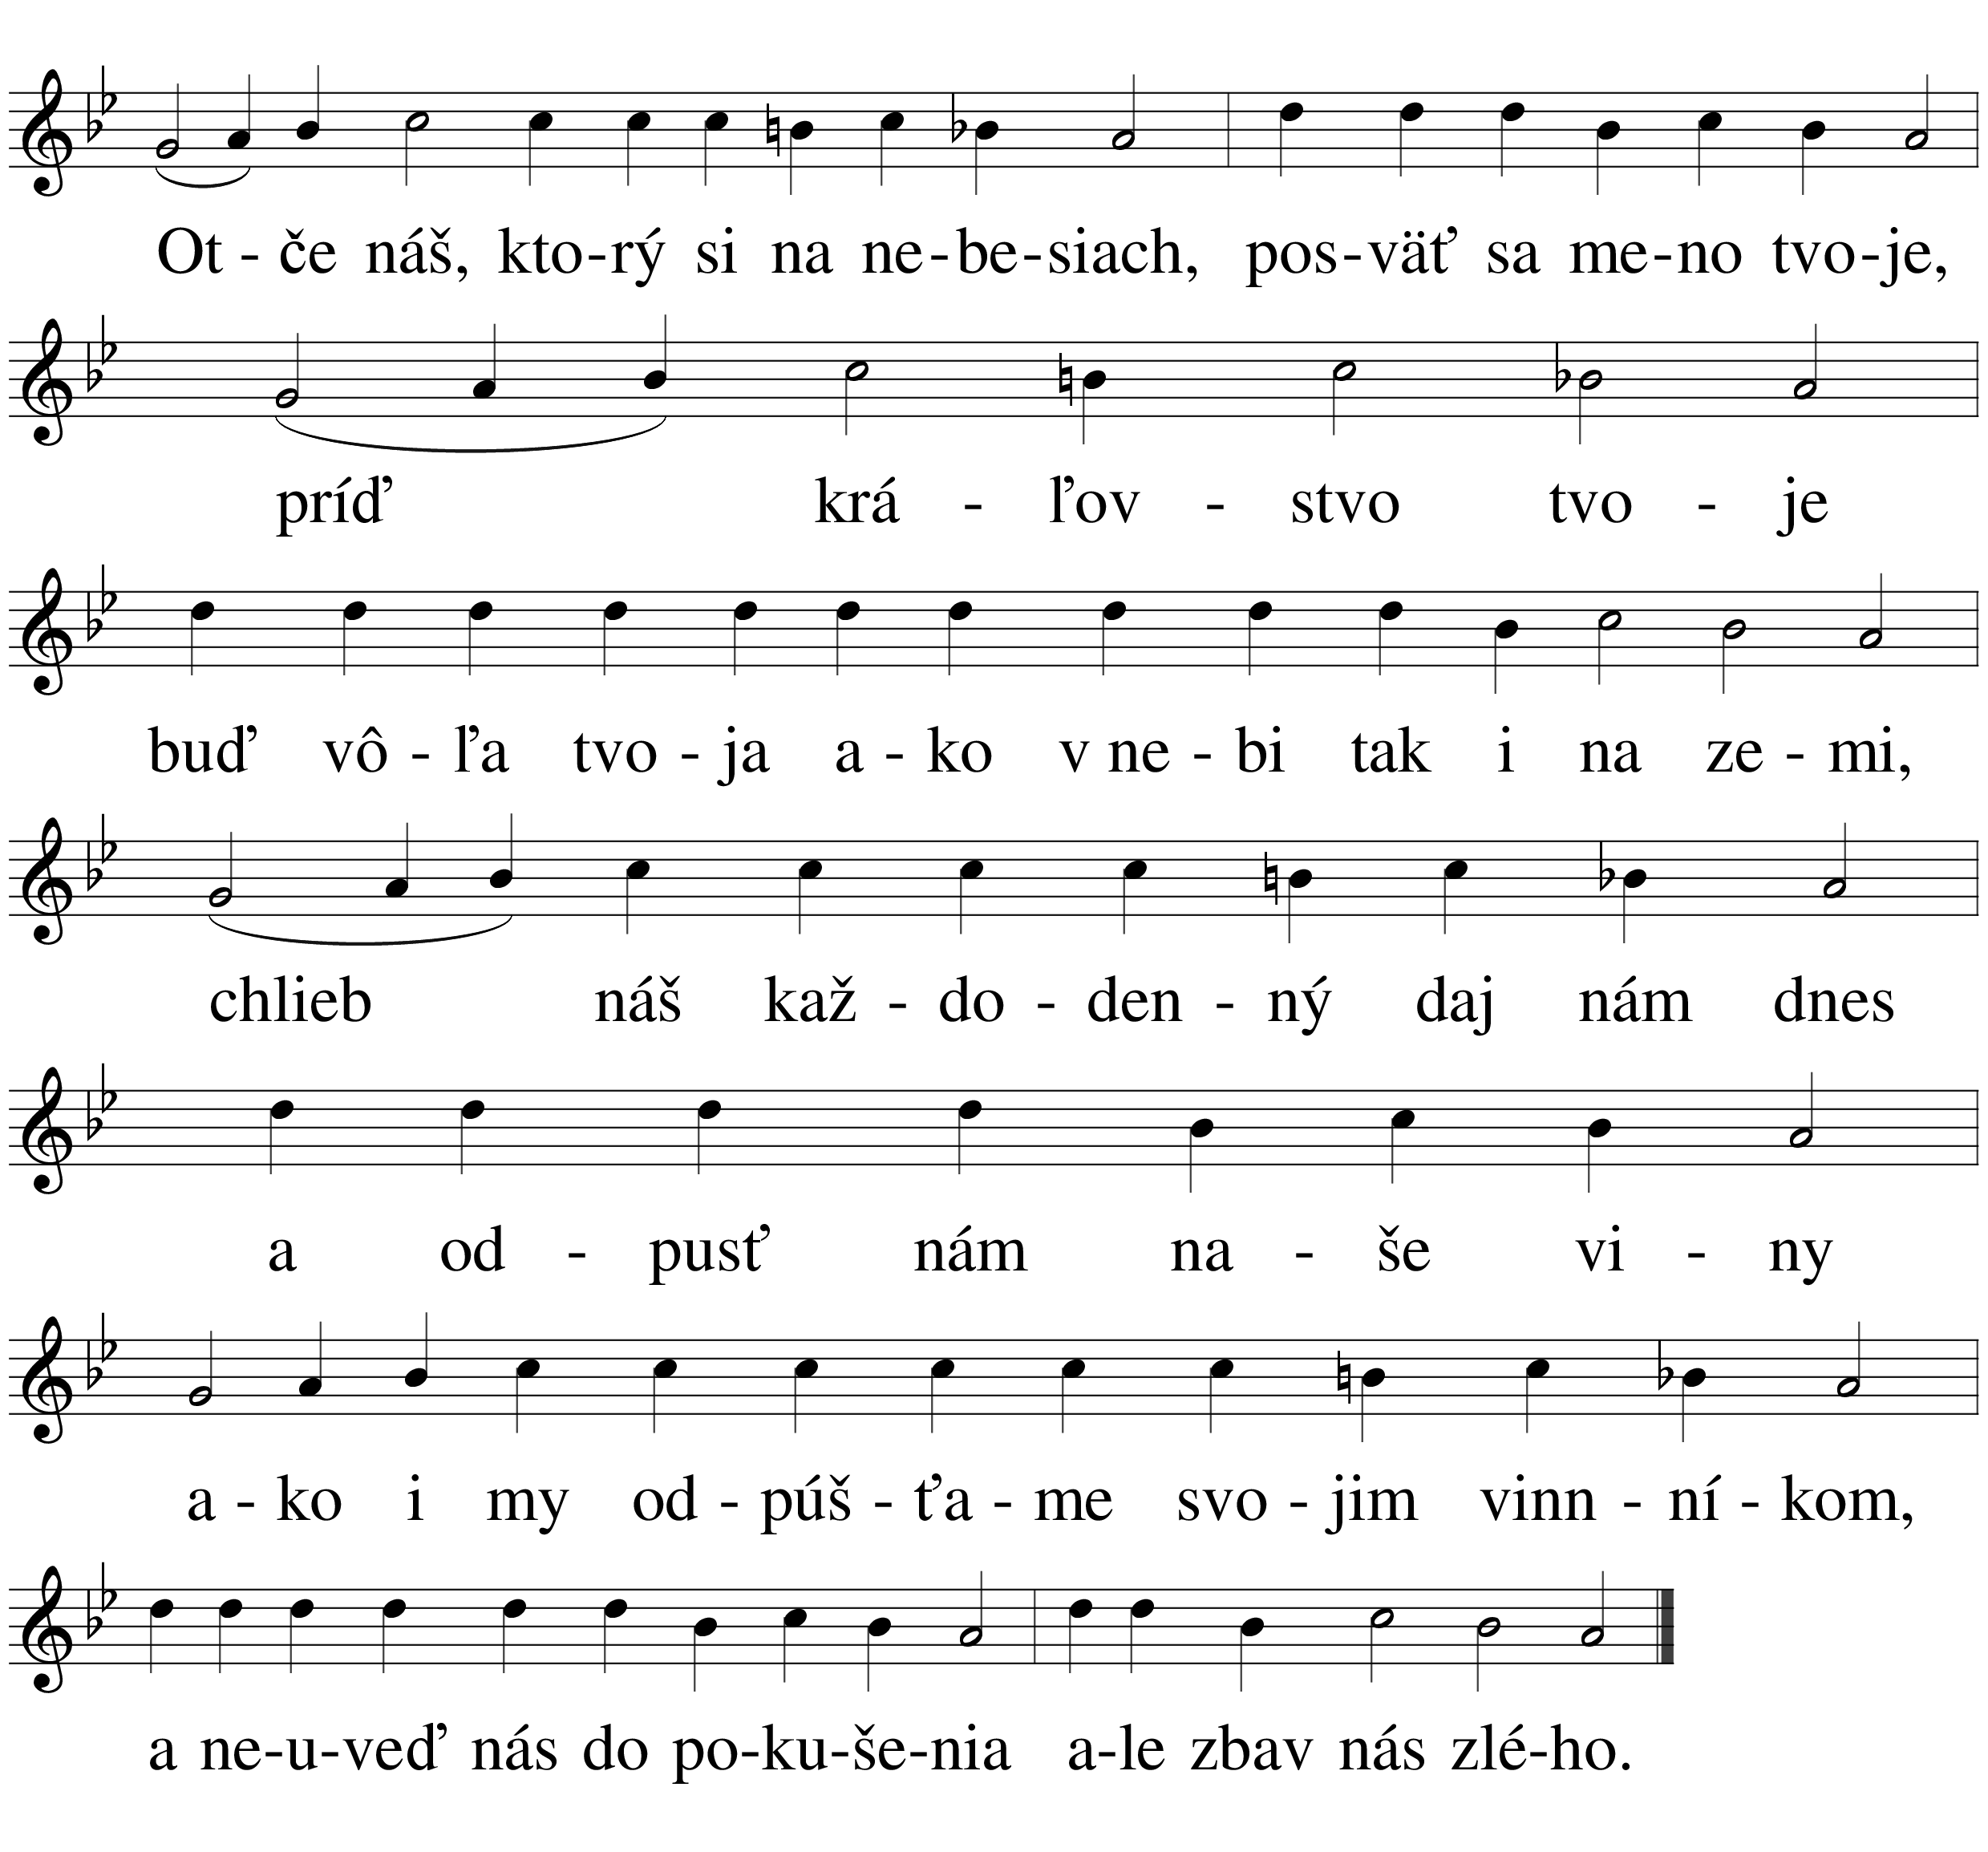 Ot - če náš, kto-rý si na ne-be-siach, pos-väť sa me-no tvo-je,
príď krá - ľov - stvo tvo - je
buď vô - ľa tvo - ja a - ko v ne - bi tak i na ze - mi,
chlieb náš kaž - do - den - ný daj nám dnes
a od - pusť nám na - še vi - ny
a - ko i my od - púš - ťa - me svo - jim vinn - ní - kom,
a ne-u-veď nás do po-ku-še-nia a-le zbav nás zlé-ho.